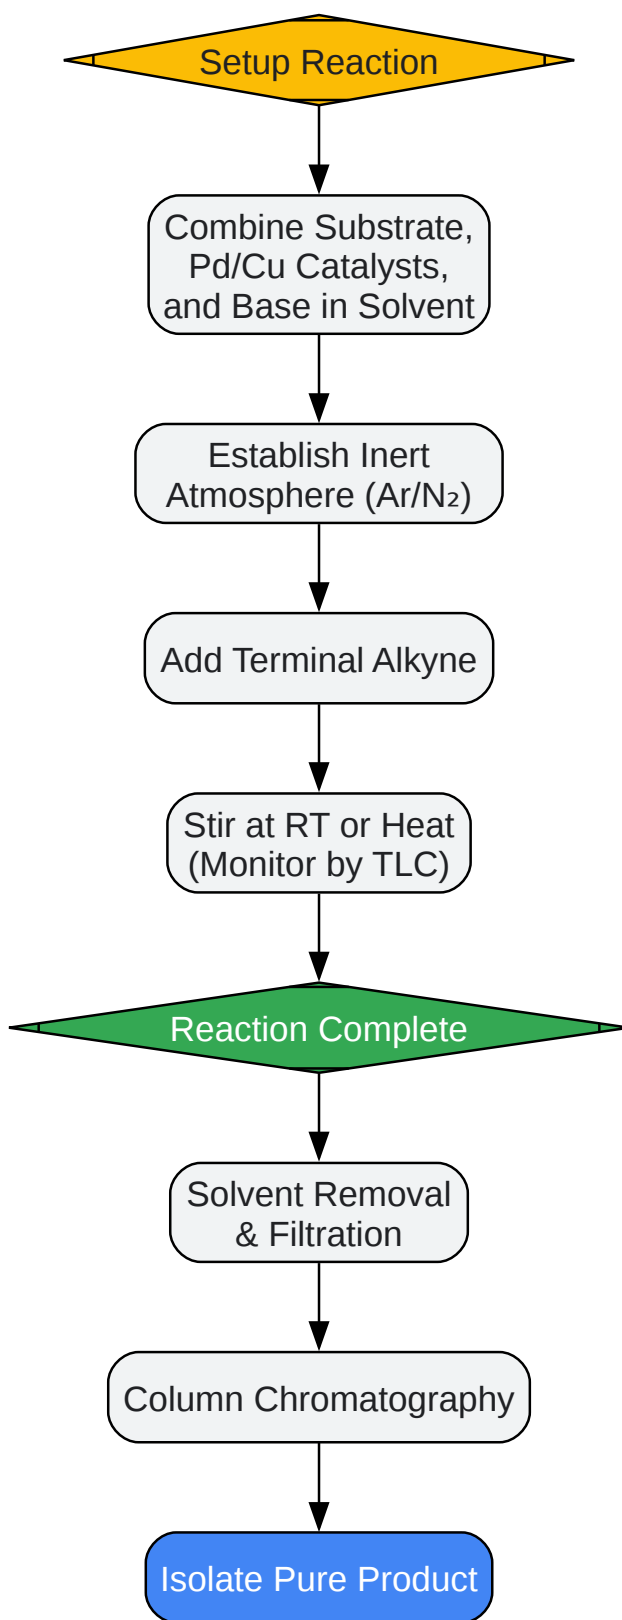 Setup Reaction
Combine Substrate,
Pd/Cu Catalysts,
and Base in Solvent
Establish Inert
Atmosphere (Ar/N₂)
Add Terminal Alkyne
Stir at RT or Heat
(Monitor by TLC)
Reaction Complete
Solvent Removal
& Filtration
Column Chromatography
Isolate Pure Product